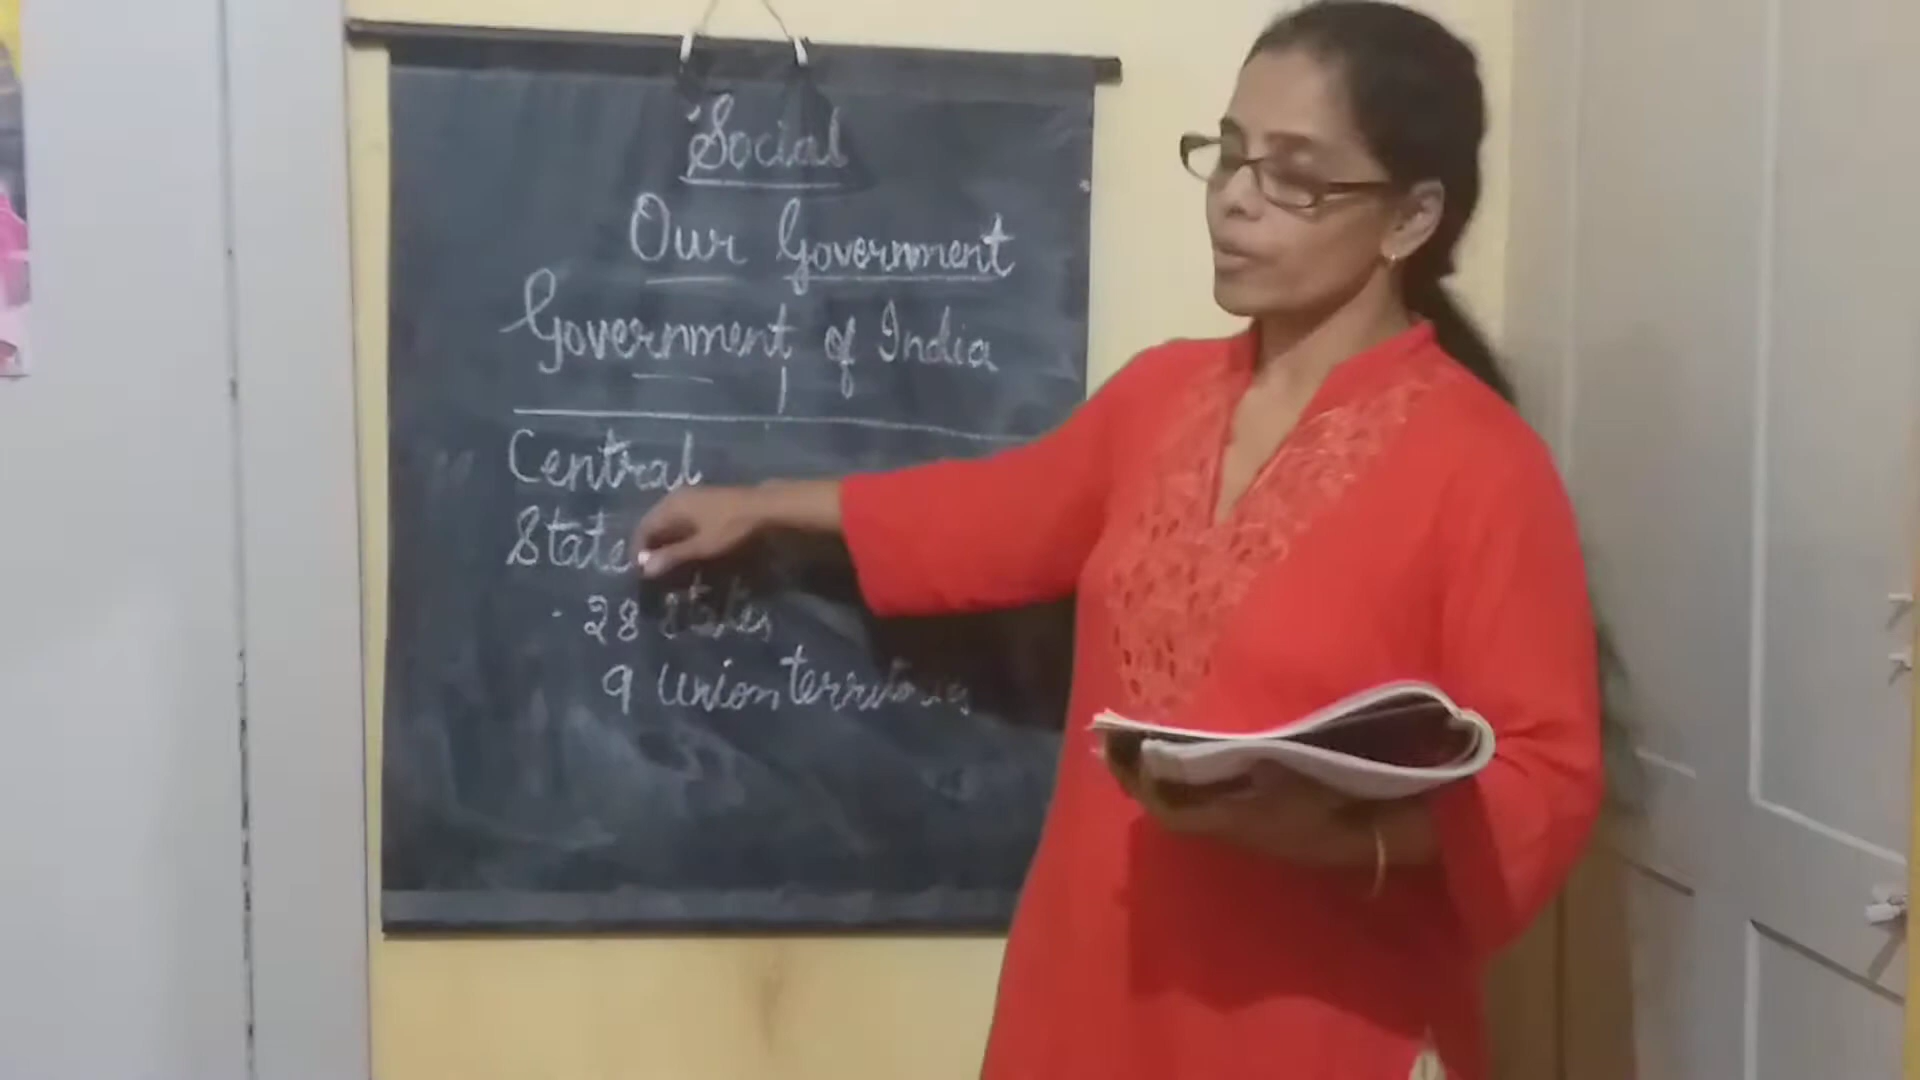 Social
Our Government
Government of India
Central
State
28 states
9 Union territories